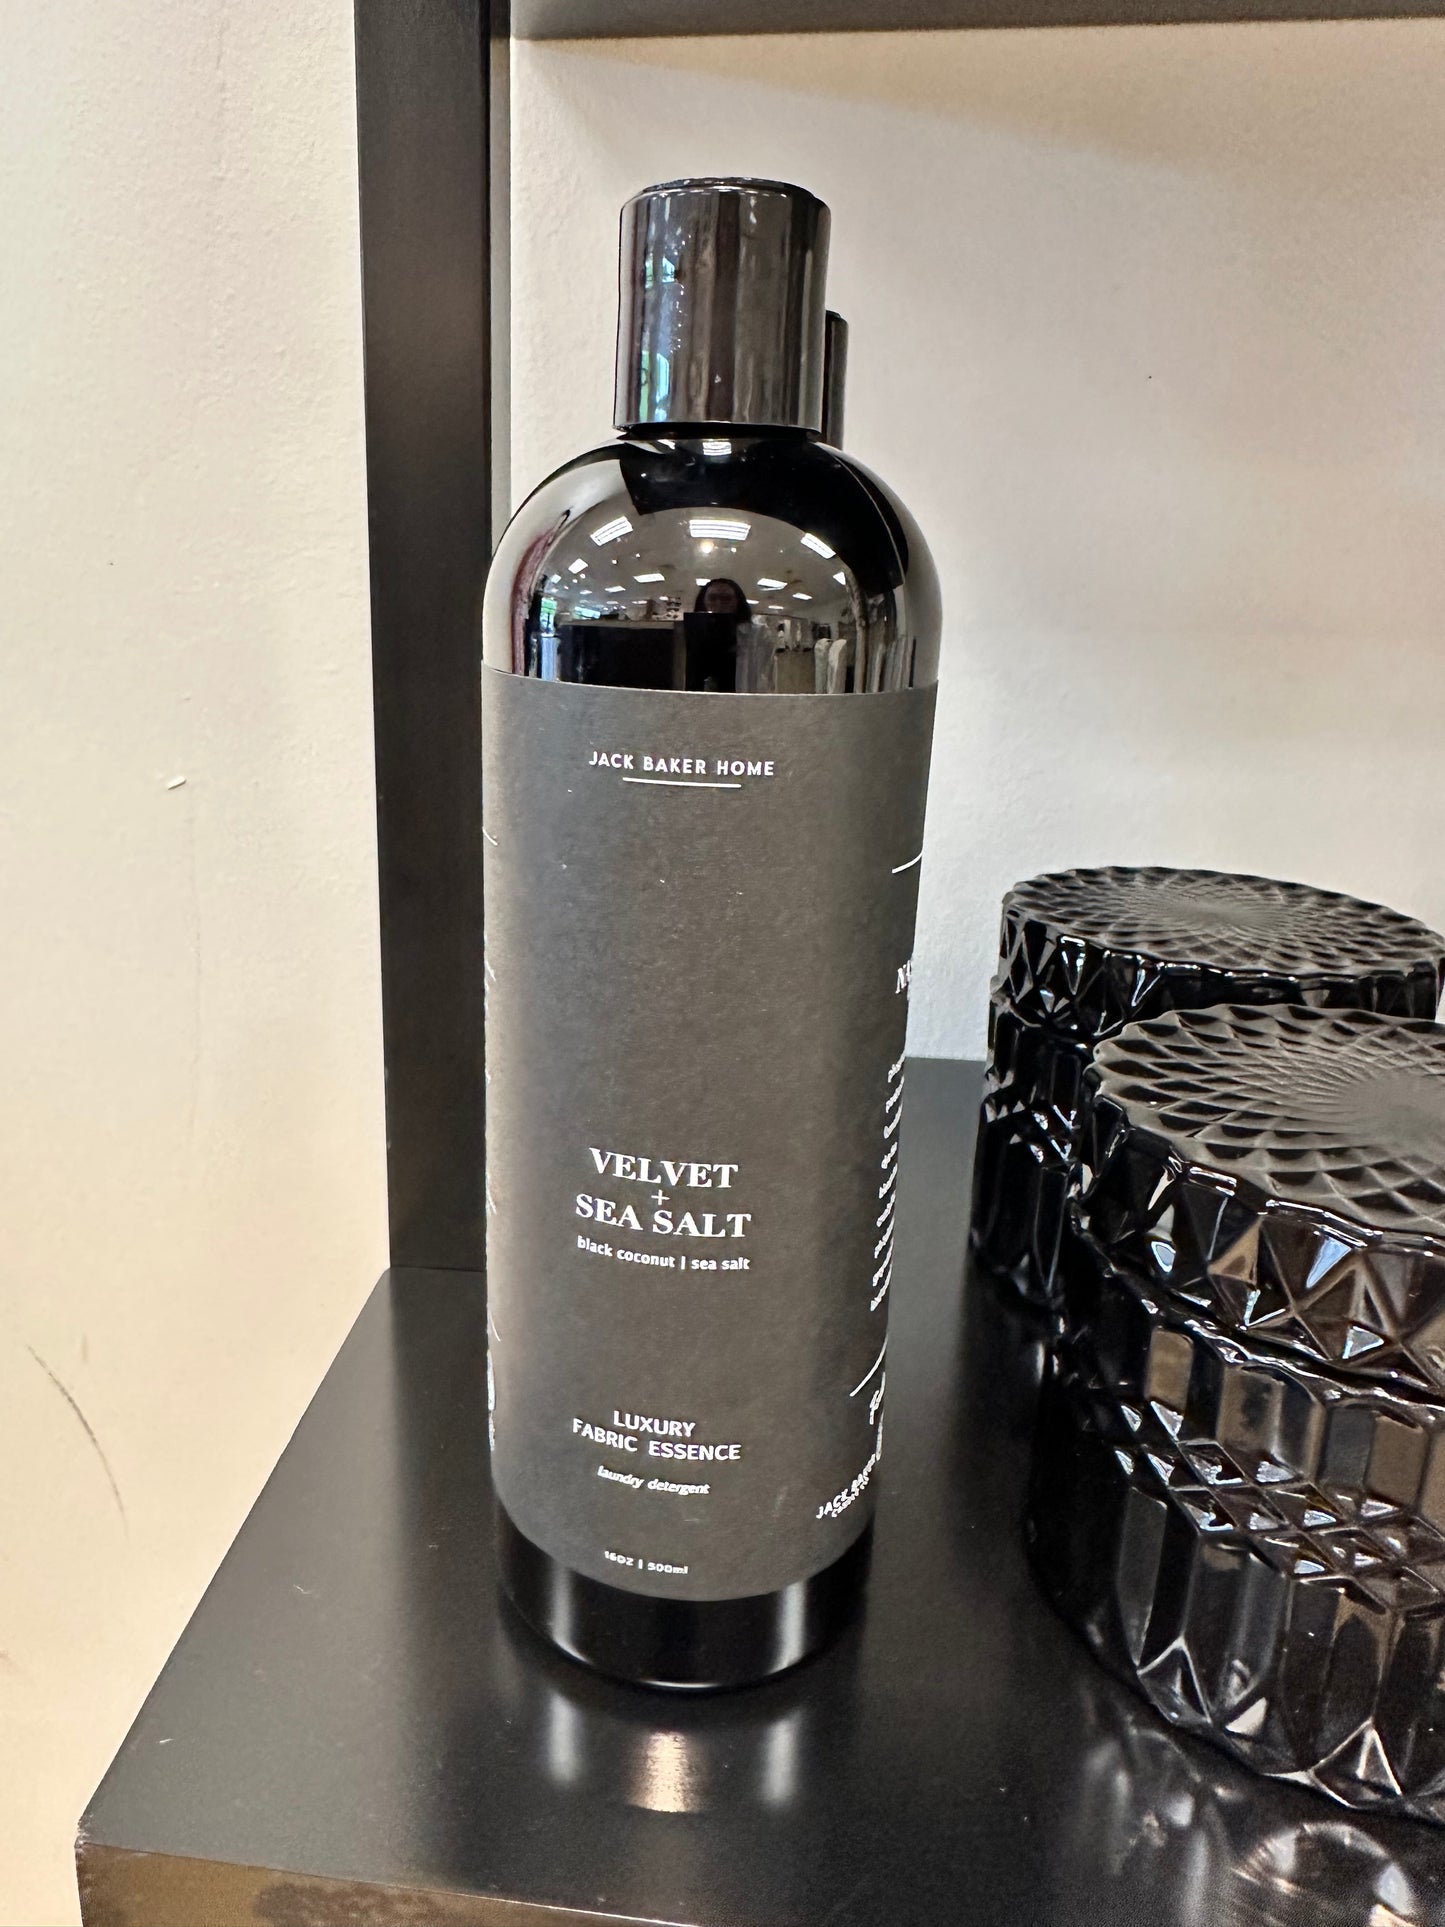 JACK BAKER HOME
VELVET
+
SEA SALT
black coconut | sea salt
LUXURY
FABRIC ESSENCE
laundry detergent
16OZ | 500ml